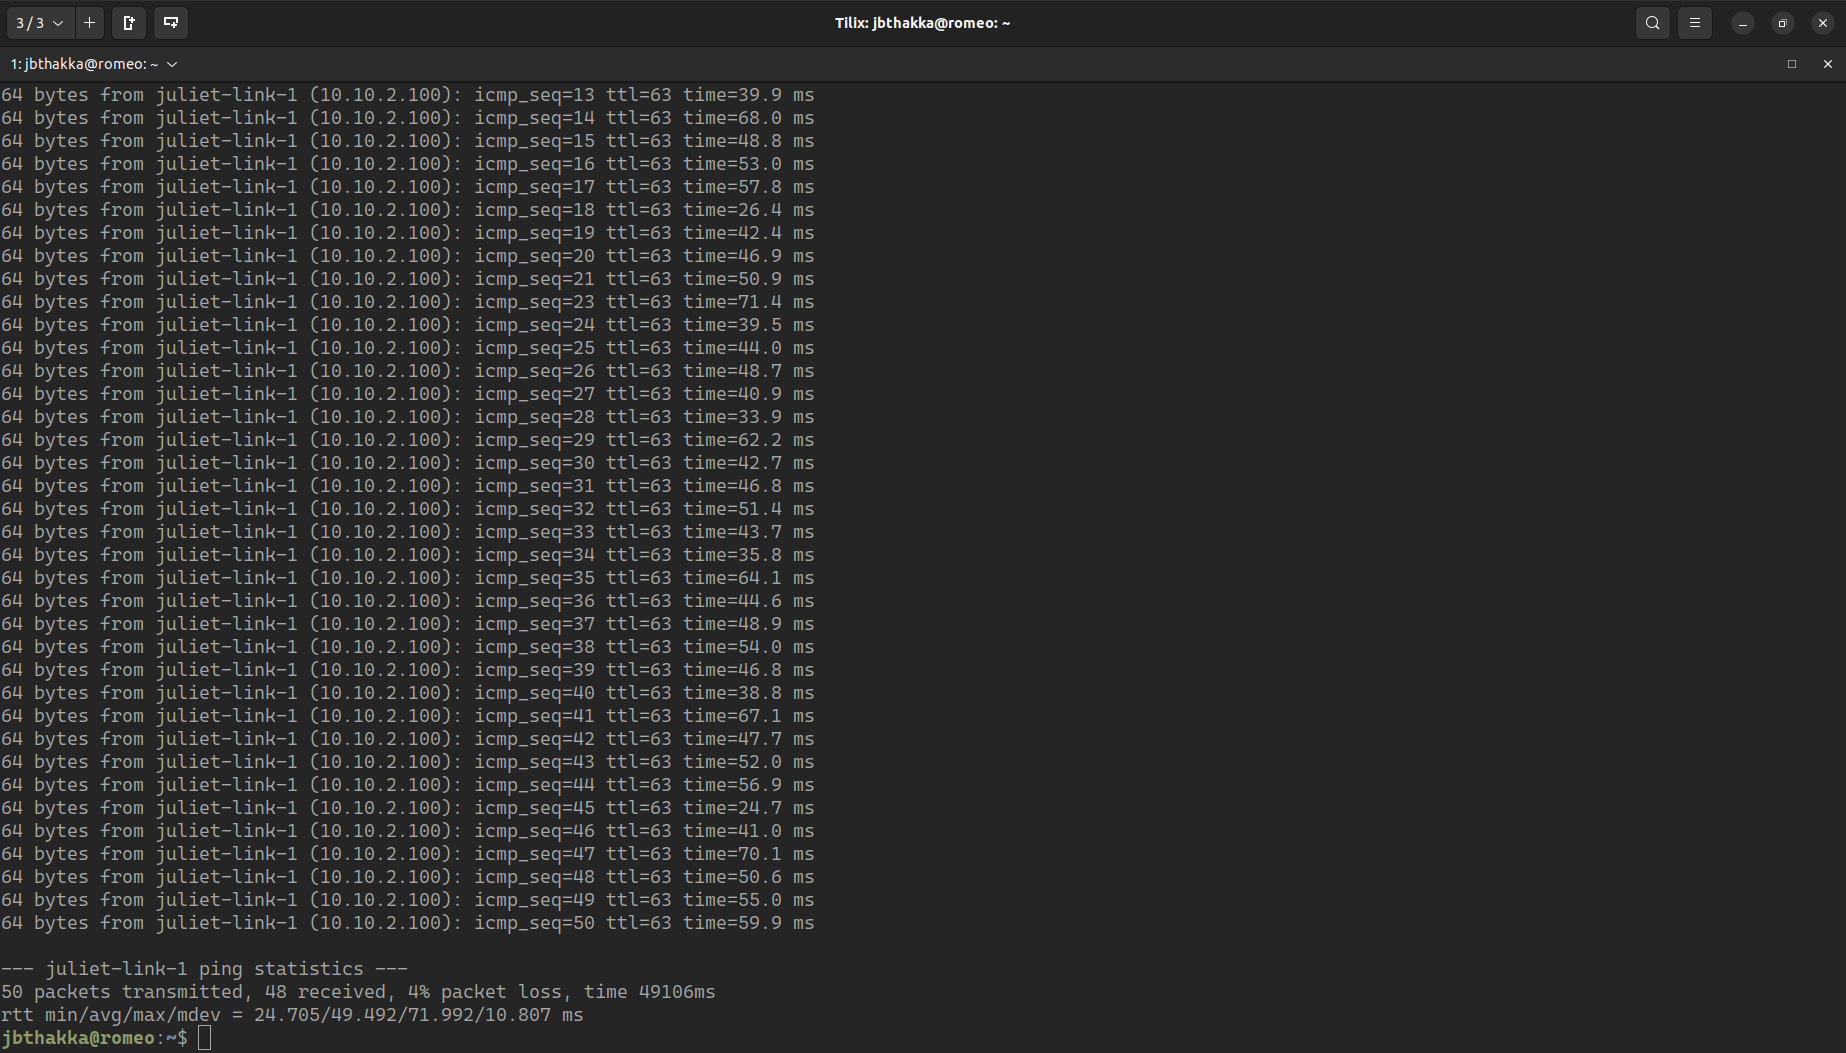 3 / 3
Tilix: jbthakka@romeo: ~
1: jbthakka@romeo: ~
64 bytes from juliet-link-1 (10.10.2.100): icmp_seq=13 ttl=63 time=39.9 ms
64 bytes from juliet-link-1 (10.10.2.100): icmp_seq=14 ttl=63 time=68.0 ms
64 bytes from juliet-link-1 (10.10.2.100): icmp_seq=15 ttl=63 time=48.8 ms
64 bytes from juliet-link-1 (10.10.2.100): icmp_seq=16 ttl=63 time=53.0 ms
64 bytes from juliet-link-1 (10.10.2.100): icmp_seq=17 ttl=63 time=57.8 ms
64 bytes from juliet-link-1 (10.10.2.100): icmp_seq=18 ttl=63 time=26.4 ms
64 bytes from juliet-link-1 (10.10.2.100): icmp_seq=19 ttl=63 time=42.4 ms
64 bytes from juliet-link-1 (10.10.2.100): icmp_seq=20 ttl=63 time=46.9 ms
64 bytes from juliet-link-1 (10.10.2.100): icmp_seq=21 ttl=63 time=50.9 ms
64 bytes from juliet-link-1 (10.10.2.100): icmp_seq=23 ttl=63 time=71.4 ms
64 bytes from juliet-link-1 (10.10.2.100): icmp_seq=24 ttl=63 time=39.5 ms
64 bytes from juliet-link-1 (10.10.2.100): icmp_seq=25 ttl=63 time=44.0 ms
64 bytes from juliet-link-1 (10.10.2.100): icmp_seq=26 ttl=63 time=48.7 ms
64 bytes from juliet-link-1 (10.10.2.100): icmp_seq=27 ttl=63 time=40.9 ms
64 bytes from juliet-link-1 (10.10.2.100): icmp_seq=28 ttl=63 time=33.9 ms
64 bytes from juliet-link-1 (10.10.2.100): icmp_seq=29 ttl=63 time=62.2 ms
64 bytes from juliet-link-1 (10.10.2.100): icmp_seq=30 ttl=63 time=42.7 ms
64 bytes from juliet-link-1 (10.10.2.100): icmp_seq=31 ttl=63 time=46.8 ms
64 bytes from juliet-link-1 (10.10.2.100): icmp_seq=32 ttl=63 time=51.4 ms
64 bytes from juliet-link-1 (10.10.2.100): icmp_seq=33 ttl=63 time=43.7 ms
64 bytes from juliet-link-1 (10.10.2.100): icmp_seq=34 ttl=63 time=35.8 ms
64 bytes from juliet-link-1 (10.10.2.100): icmp_seq=35 ttl=63 time=64.1 ms
64 bytes from juliet-link-1 (10.10.2.100): icmp_seq=36 ttl=63 time=44.6 ms
64 bytes from juliet-link-1 (10.10.2.100): icmp_seq=37 ttl=63 time=48.9 ms
64 bytes from juliet-link-1 (10.10.2.100): icmp_seq=38 ttl=63 time=54.0 ms
64 bytes from juliet-link-1 (10.10.2.100): icmp_seq=39 ttl=63 time=46.8 ms
64 bytes from juliet-link-1 (10.10.2.100): icmp_seq=40 ttl=63 time=38.8 ms
64 bytes from juliet-link-1 (10.10.2.100): icmp_seq=41 ttl=63 time=67.1 ms
64 bytes from juliet-link-1 (10.10.2.100): icmp_seq=42 ttl=63 time=47.7 ms
64 bytes from juliet-link-1 (10.10.2.100): icmp_seq=43 ttl=63 time=52.0 ms
64 bytes from juliet-link-1 (10.10.2.100): icmp_seq=44 ttl=63 time=56.9 ms
64 bytes from juliet-link-1 (10.10.2.100): icmp_seq=45 ttl=63 time=24.7 ms
64 bytes from juliet-link-1 (10.10.2.100): icmp_seq=46 ttl=63 time=41.0 ms
64 bytes from juliet-link-1 (10.10.2.100): icmp_seq=47 ttl=63 time=70.1 ms
64 bytes from juliet-link-1 (10.10.2.100): icmp_seq=48 ttl=63 time=50.6 ms
64 bytes from juliet-link-1 (10.10.2.100): icmp_seq=49 ttl=63 time=55.0 ms
64 bytes from juliet-link-1 (10.10.2.100): icmp_seq=50 ttl=63 time=59.9 ms
--- juliet-link-1 ping statistics ---
50 packets transmitted, 48 received, 4% packet loss, time 49106ms
rtt min/avg/max/mdev = 24.705/49.492/71.992/10.807 ms
jbthakka@romeo:~$